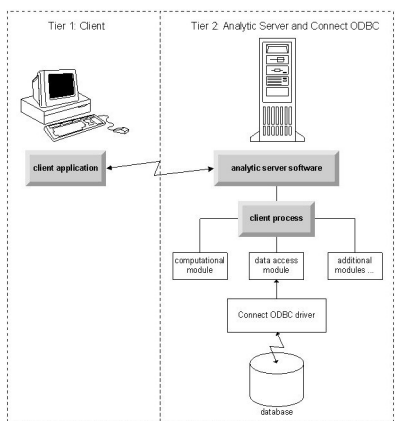 Tier 1: Client
Tier 2: Analytic Server and Connect ODBC
client application
analytic server software
client process
computational
module
data access
module
additional
modules ...
Connect ODBC driver
database